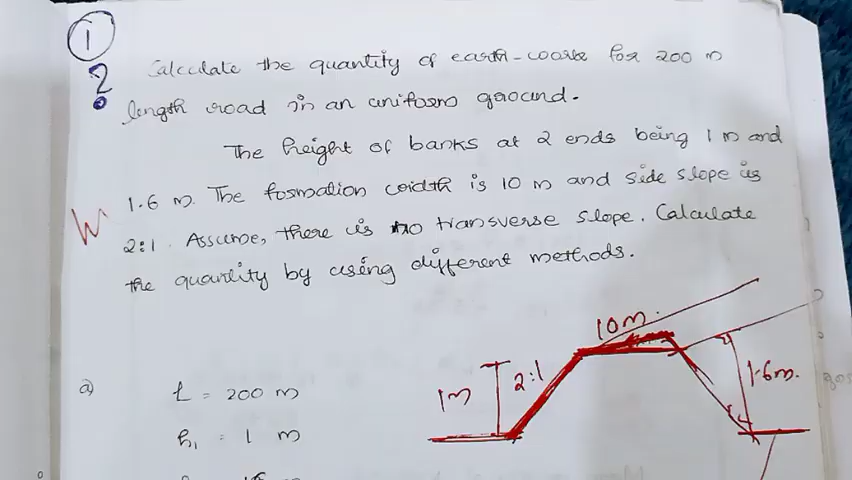 1
?
Calculate the quantity of earth-work for 200 m
length road in an uniform ground.
The height of banks at 2 ends being 1 m and
1.6 m. The formation width is 10 m and side slope is
2:1. Assume, there is no transverse slope. Calculate
the quantity by using different methods.
10m.
1m
2:1
1.6m.
a)
L = 200 m
h₁ = 1 m